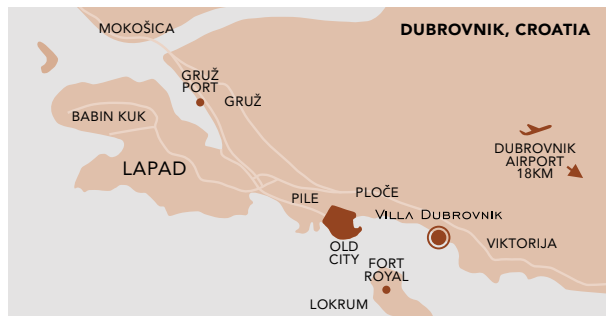 MOKOŠICA
DUBROVNIK, CROATIA
GRUŽ
PORT
GRUŽ
BABIN KUK
LAPAD
DUBROVNIK
AIRPORT
18KM
PILE
PLOČE
VILLA DUBROVNIK
OLD
CITY
VIKTORIJA
FORT
ROYAL
LOKRUM